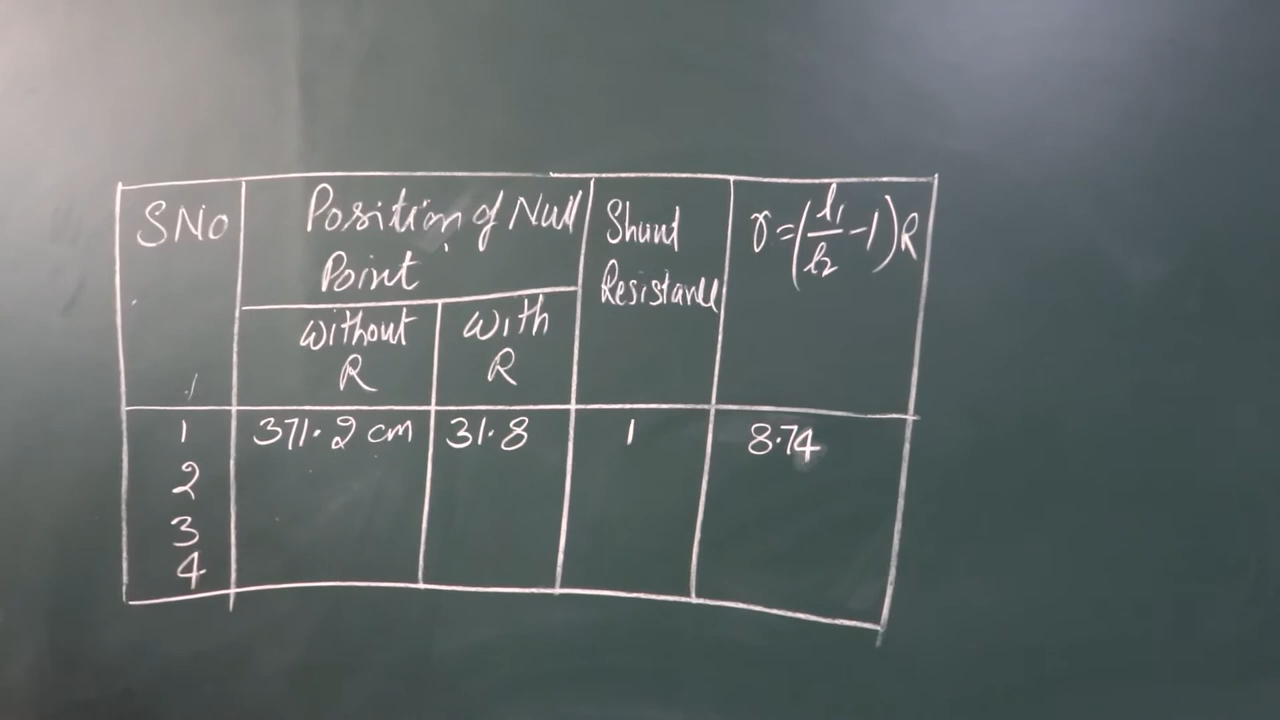 SNo
Position of Null
Point
Without
R
With
R
Shunt
Resistance
r=(l1/l2-1)R
1 371.2 cm 31.8 1 8.74
2
3
4